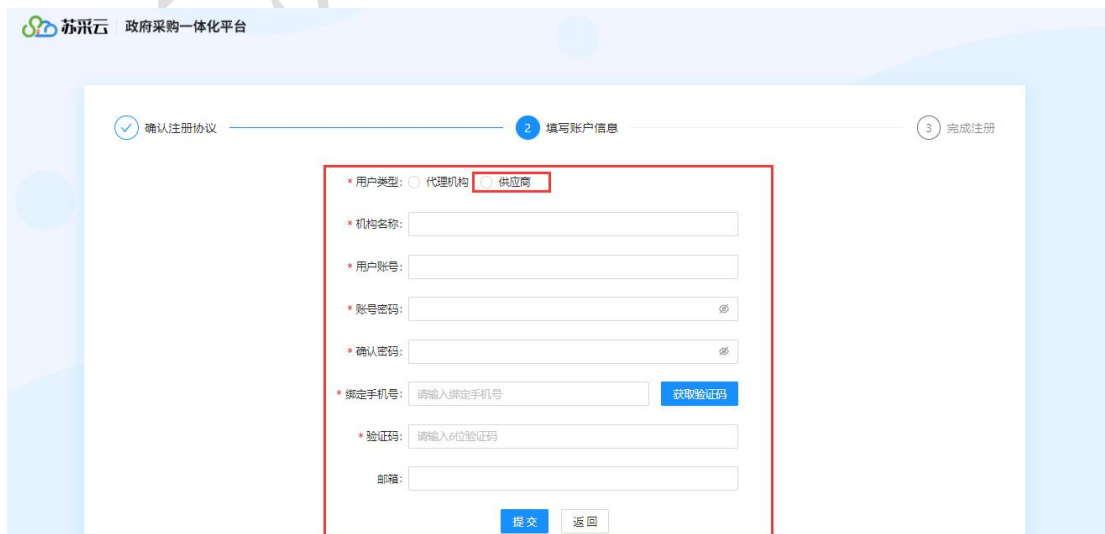 苏采云 政府采购一体化平台
确认注册协议 2 填写账户信息 3 完成注册
* 用户类型: 代理机构 供应商
* 机构名称:
* 用户账号:
* 账号密码:
* 确认密码:
* 绑定手机号: 请输入绑定手机号 获取验证码
* 验证码: 请输入6位验证码
邮箱:
提交 返回